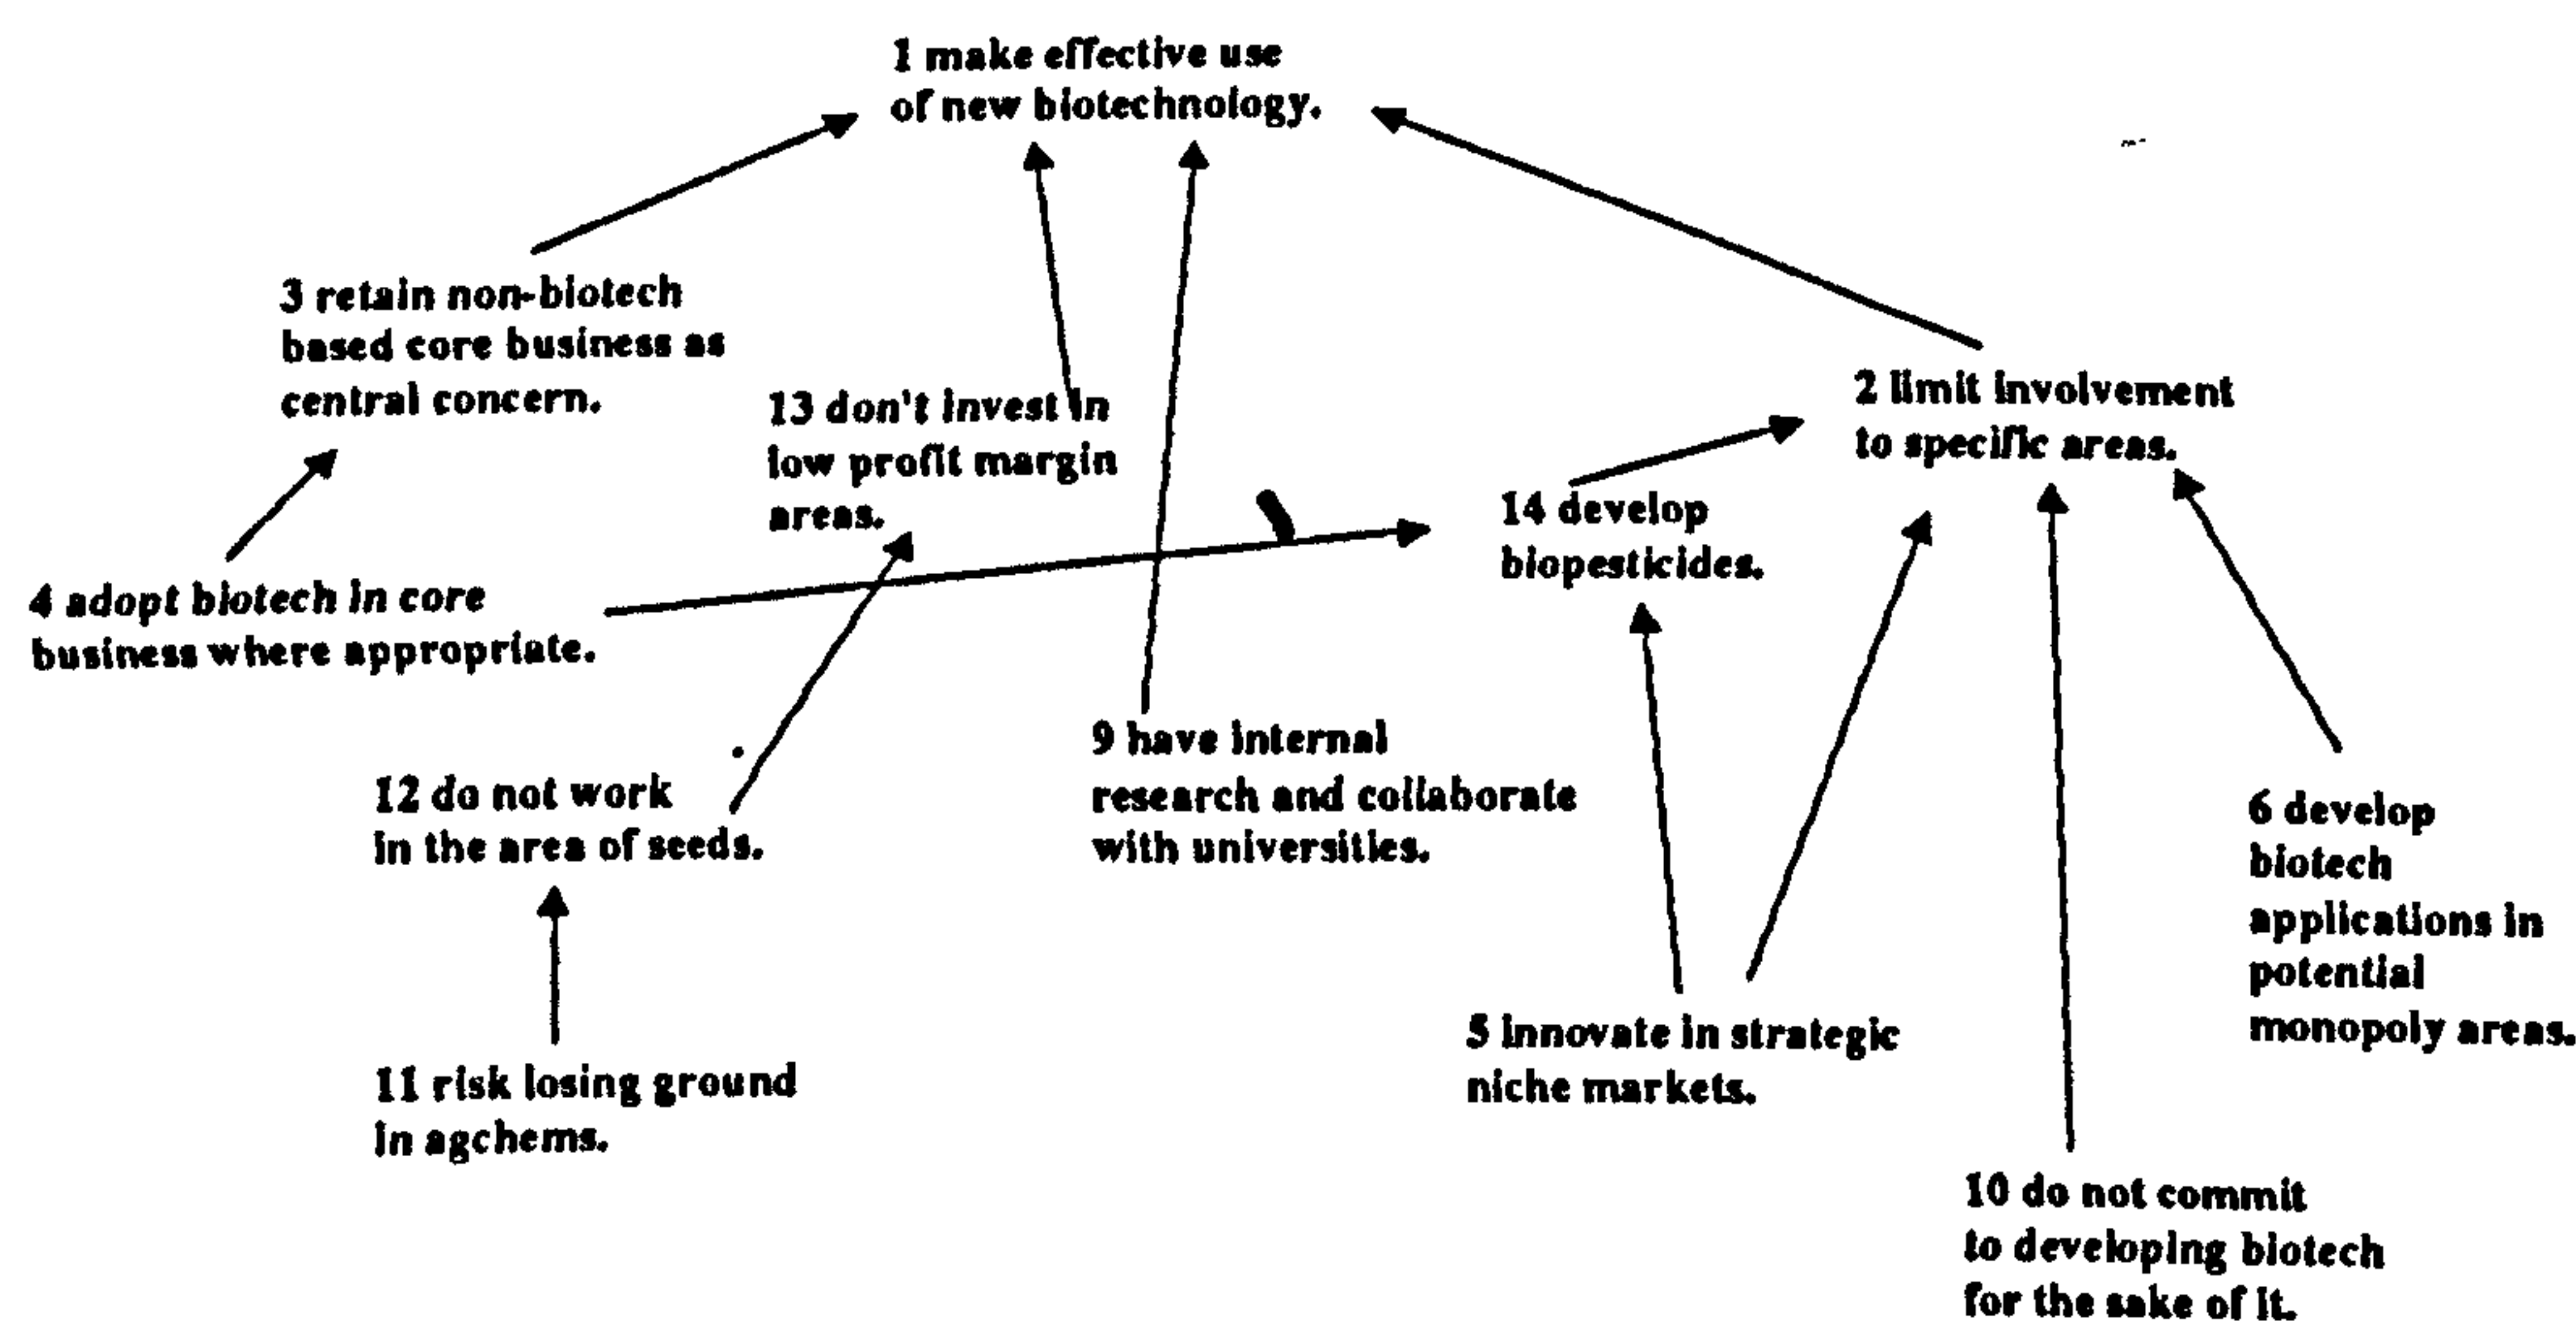 1 make effective use
of new biotechnology.
3 retain non-biotech
based core business as
central concern.
13 don't invest in
low profit margin
areas.
2 limit involvement
to specific areas.
14 develop
biopesticides.
4 adopt biotech in core
business where appropriate.
9 have internal
research and collaborate
with universities.
12 do not work
in the area of seeds.
6 develop
biotech
applications in
potential
monopoly areas.
5 innovate in strategic
niche markets.
11 risk losing ground
in agchems.
10 do not commit
to developing biotech
for the sake of it.